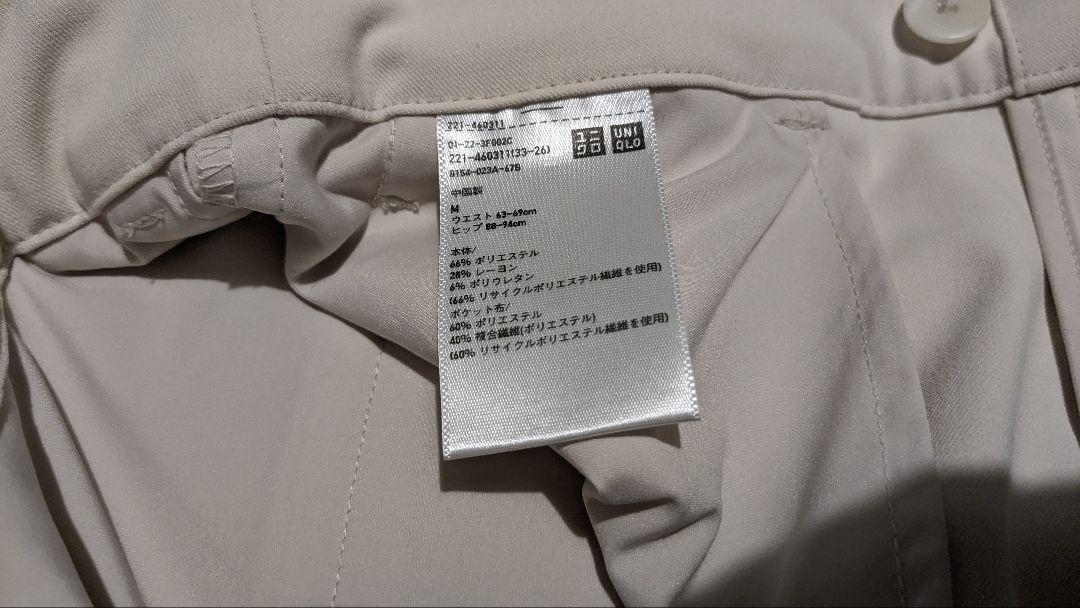 221-460311
01-22-3F002C
221-460311(33-26)
0154-023A-67B
ユニクロ
UNIQLO
中国製
M
ウエスト 63-69cm
ヒップ 88-94cm
本体/
66% ポリエステル
28% レーヨン
6% ポリウレタン
(66% リサイクルポリエステル繊維を使用)
ポケット布/
60% ポリエステル
40% 複合繊維(ポリエステル)
(60% リサイクルポリエステル繊維を使用)